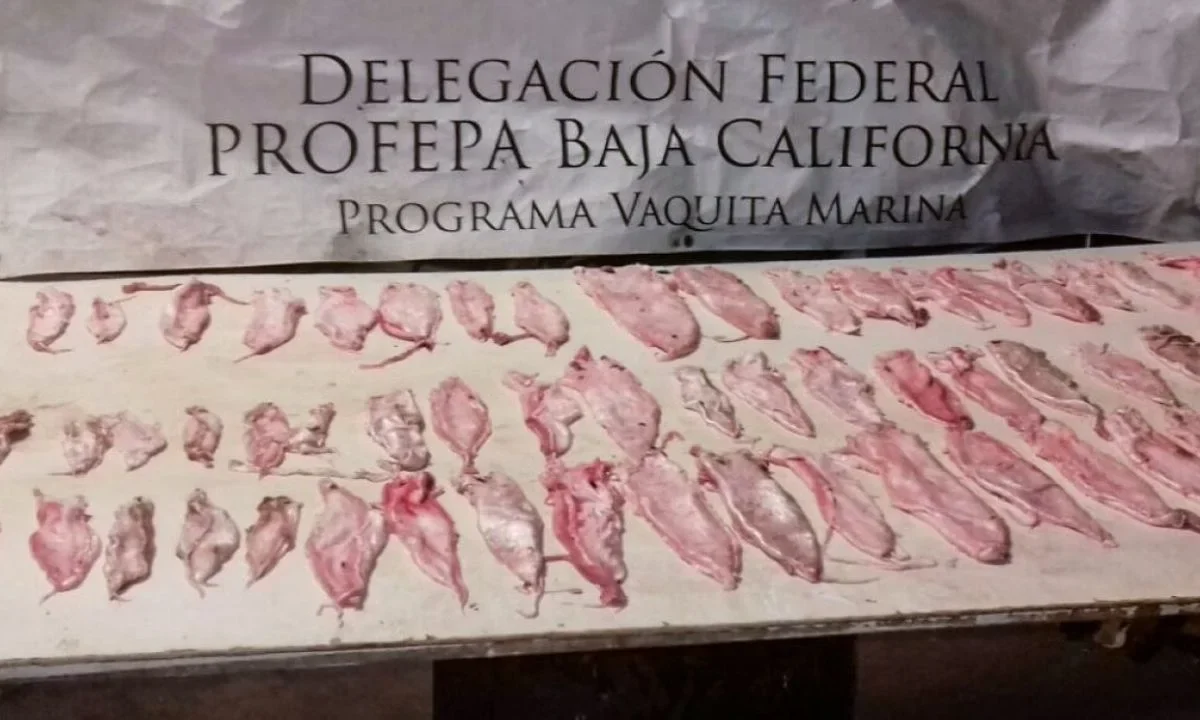 DELEGACIÓN FEDERAL
PROFEPA BAJA CALIFORNIA
PROGRAMA VAQUITA MARINA